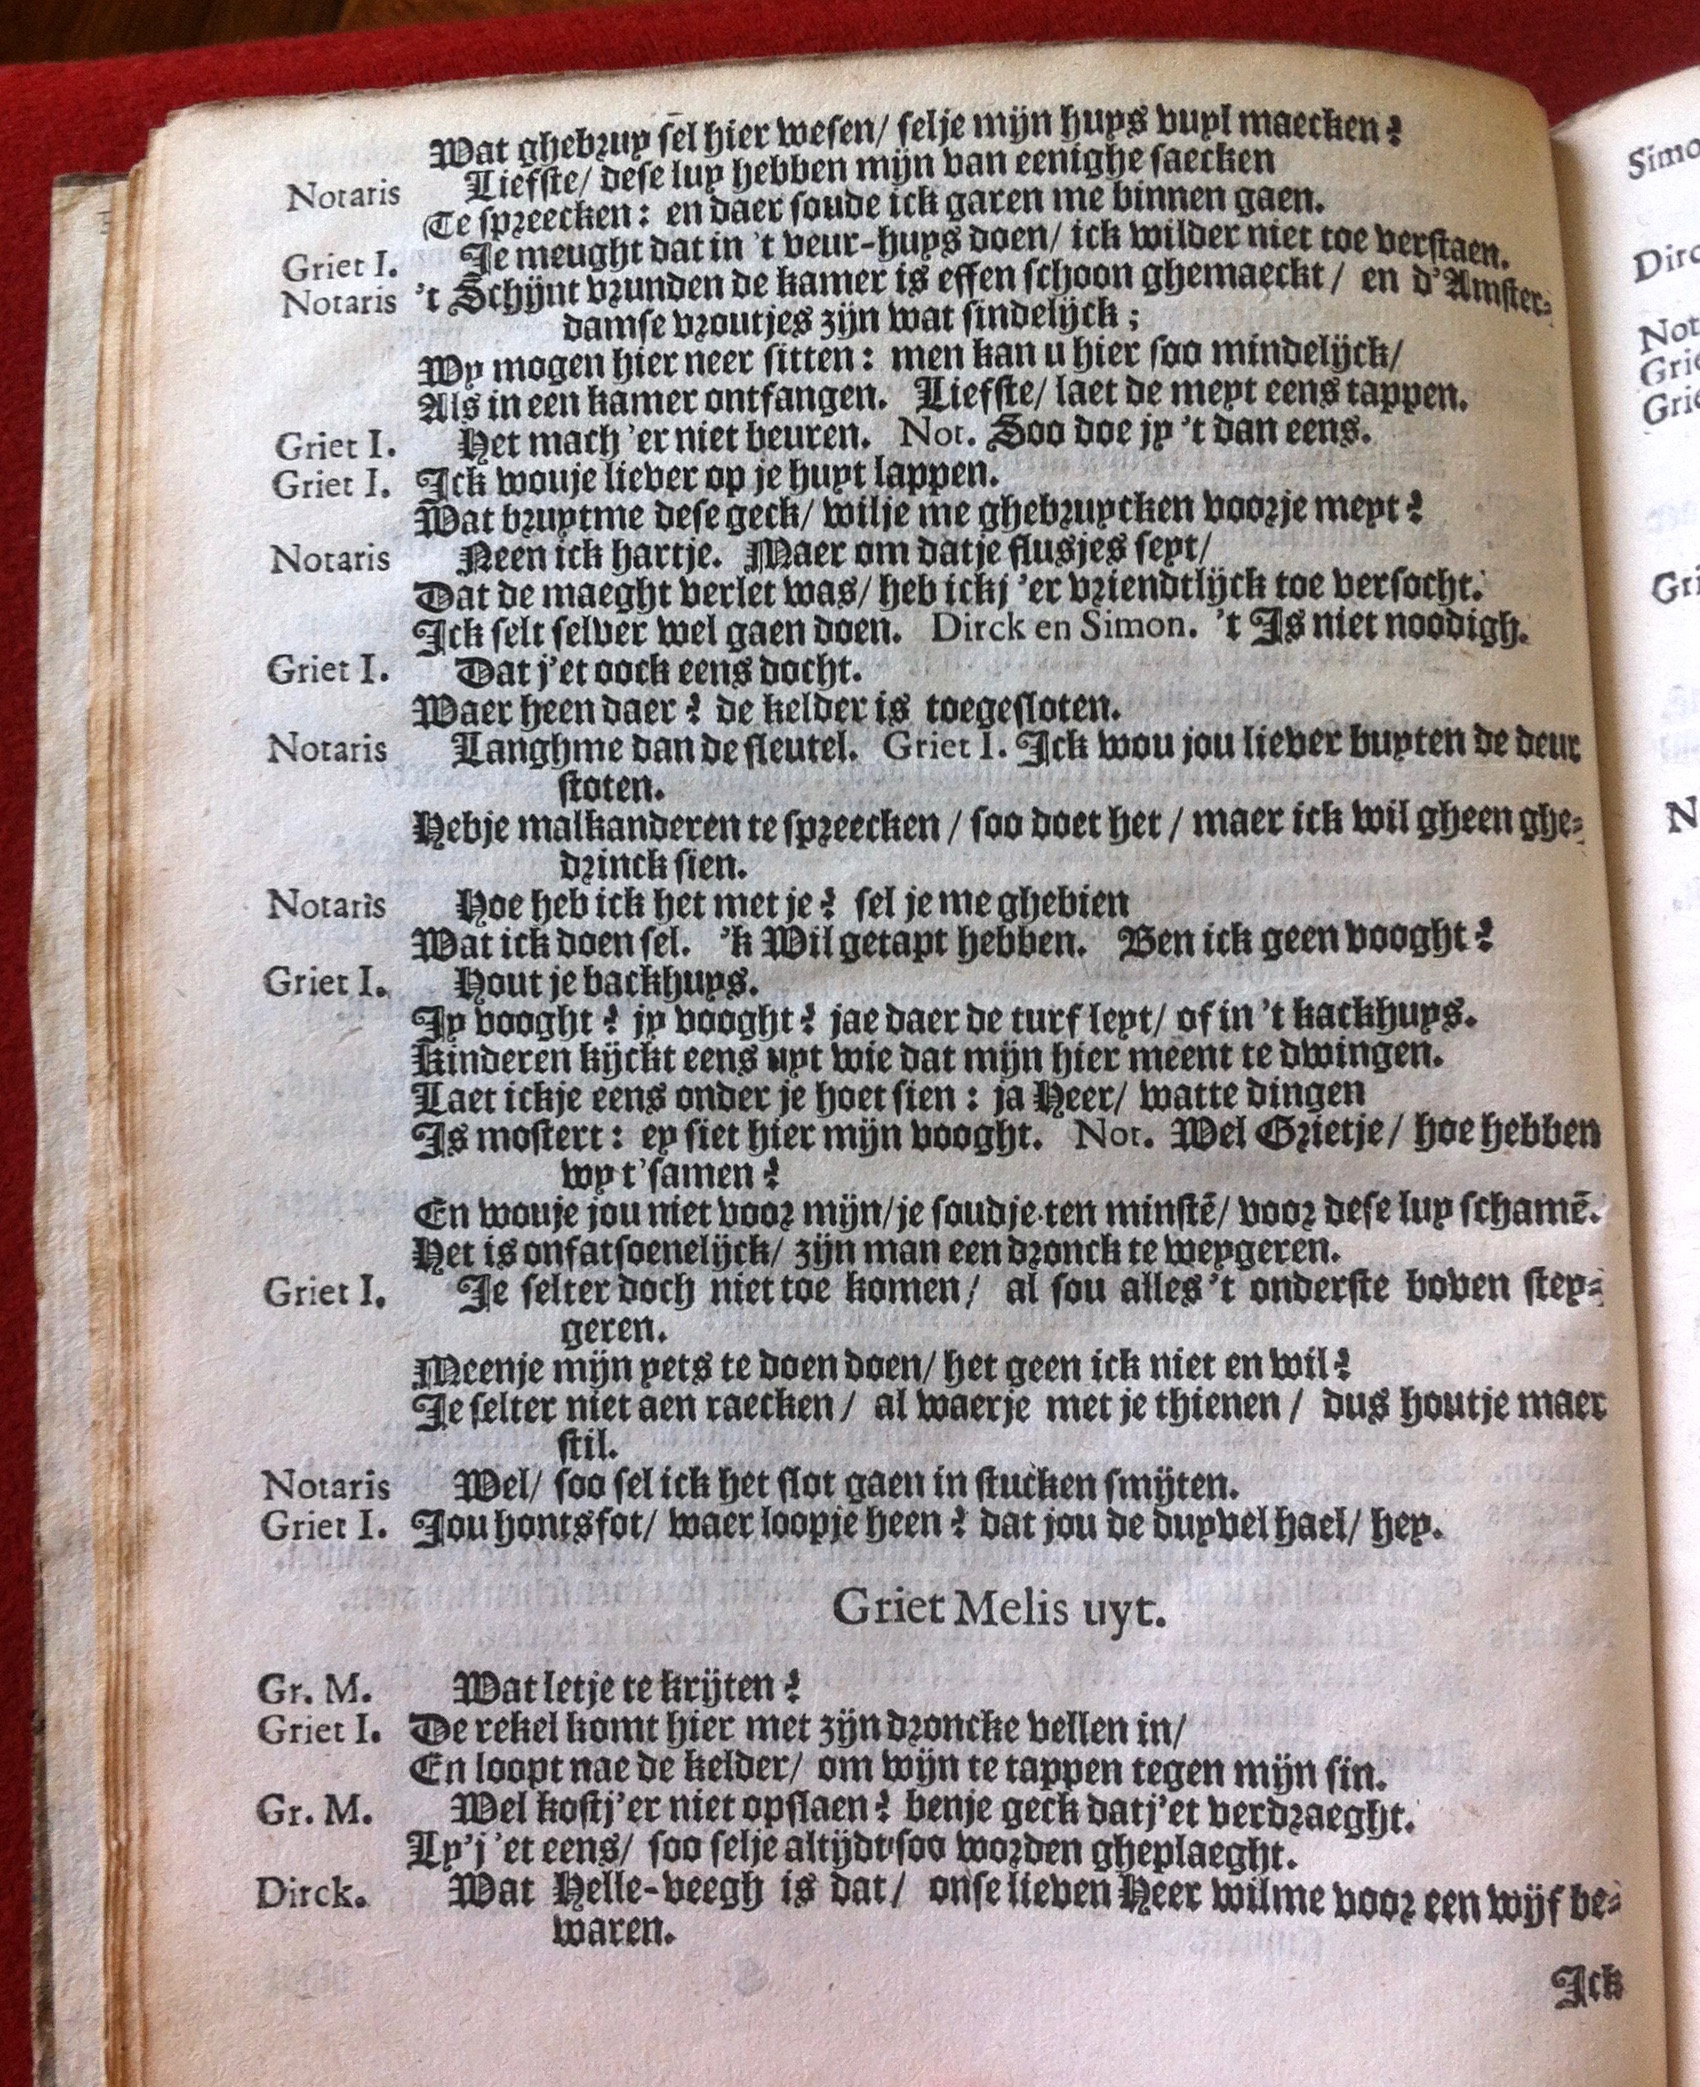 Wat ghebruy sel hier wesen/ selje mijn huys vuyl maecken?
Notaris Liefste/ dese luy hebben mijn van eenighe saecken
Te spreecken: en daer soude ick garen me binnen gaen.
Griet I. Je meught dat in 't veur-huys doen/ ick wilder niet toe verstaen.
Notaris 't Schijnt vrunden de kamer is effen schoon ghemaeckt/ en d'Amster-
damse vroutjes zijn wat sindelijck;
Wy mogen hier neer sitten: men kan u hier soo mindelijck/
Als in een kamer ontfangen. Liefste/ laet de meyt eens tappen.
Griet I. Het mach 'er niet beuren. Not. Soo doe jy 't dan eens.
Griet I. Ick wouje liever op je huyt lappen.
Wat bruytme dese geck/ wilje me ghebruycken voorje meyt?
Notaris Neen ick hartje. Maer om datje flusjes seyt/
Dat de maeght verlet was/ heb ickj 'er vriendtlijck toe versocht.
Ick selt selver wel gaen doen. Dirck en Simon. 't Is niet noodigh.
Griet I. Dat j'et oock eens docht.
Waer heen daer? de kelder is toegesloten.
Notaris Langhme dan de sleutel. Griet I. Ick wou jou liever buyten de deur
stoten.
Hebje malkanderen te spreecken/ soo doet het/ maer ick wil gheen ghe-
drinck sien.
Notaris Hoe heb ick het met je? sel je me ghebien
Wat ick doen sel. 'k Wil getapt hebben. Ben ick geen vooght?
Griet I. Hout je backhuys.
Jy vooght? jy vooght? jae daer de turf leyt/ of in 't kackhuys.
Kinderen kijckt eens uyt wie dat mijn hier meent te dwingen.
Laet ickje eens onder je hoet sien: ja Heer/ watte dingen
Is mostert: ey siet hier mijn vooght. Not. Wel Grietje/ hoe hebben
wy t'samen?
En wouje jou niet voor mijn/ je soudje ten minstē/ voor dese luy schamē.
Het is onfatsoenelijck/ zijn man een dronck te weygeren.
Griet I. Je selter doch niet toe komen/ al sou alles 't onderste boven stey-
geren.
Meenje mijn yets te doen doen/ het geen ick niet en wil?
Je selter niet aen raecken/ al waerje met je thienen/ dus houtje maer
stil.
Notaris Wel/ soo sel ick het slot gaen in stucken smijten.
Griet I. Jou hontsfot/ waer loopje heen? dat jou de duyvel hael/ hey.
Griet Melis uyt.
Gr. M. Wat letje te krijten?
Griet I. De rekel komt hier met zijn droncke vellen in/
En loopt nae de kelder/ om wijn te tappen tegen mijn sin.
Gr. M. Wel kostj'er niet opslaen? benje geck datj'et verdraeght.
Ly'j 'et eens/ soo selje altijdt soo worden gheplaeght.
Dirck. Wat Helle-veegh is dat/ onse lieven Heer wilme voor een wijf be-
waren.
Ick
Simo
Dirc
Not
Grie
Grie
Gri
N